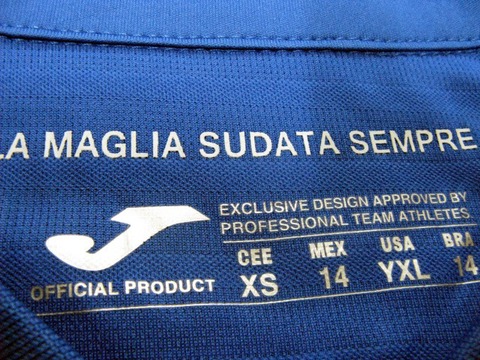 LA MAGLIA SUDATA SEMPRE
EXCLUSIVE DESIGN APPROVED BY
PROFESSIONAL TEAM ATHLETES
OFFICIAL PRODUCT
CEE MEX USA BRA
XS 14 YXL 14